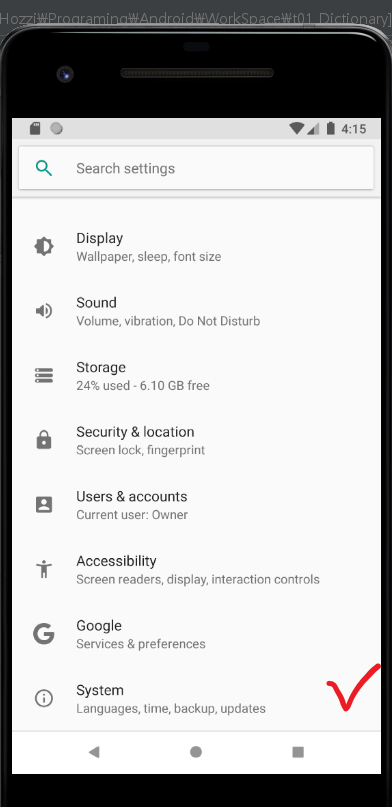 Hozzi₩Programing₩Android₩WorkSpace₩t01_Dictionary]
4:15
Search settings
Display
Wallpaper, sleep, font size
Sound
Volume, vibration, Do Not Disturb
Storage
24% used - 6.10 GB free
Security & location
Screen lock, fingerprint
Users & accounts
Current user: Owner
Accessibility
Screen readers, display, interaction controls
Google
Services & preferences
System
Languages, time, backup, updates